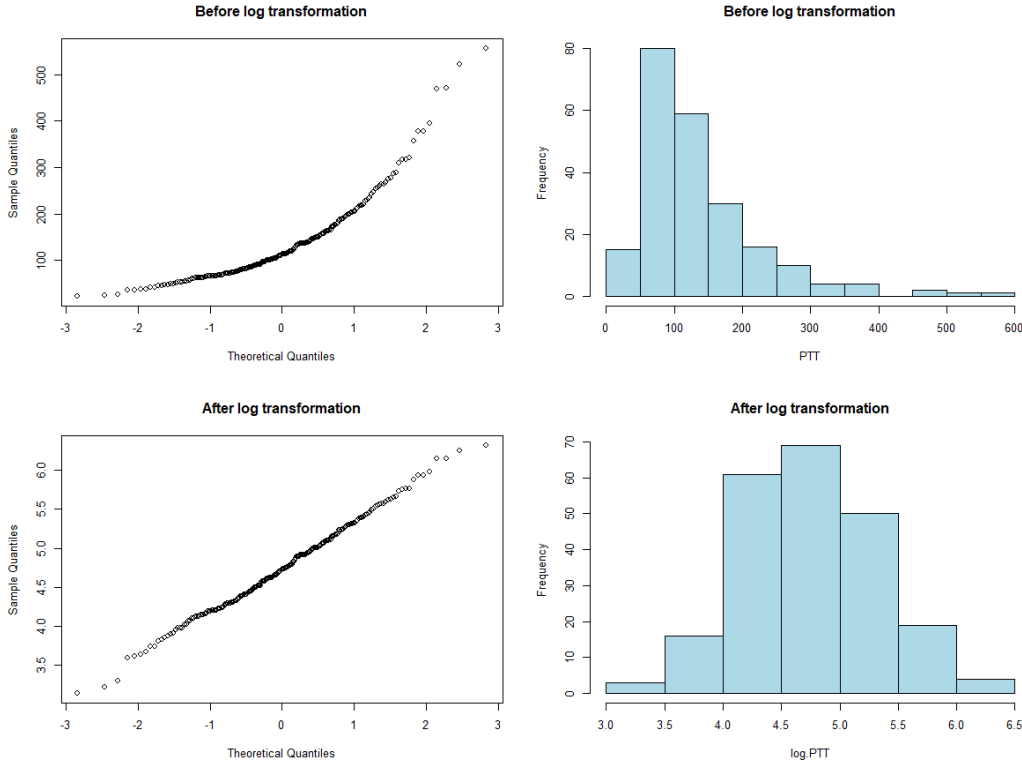 Before log transformation
Sample Quantiles
100 200 300 400 500
-3 -2 -1 0 1 2 3
Theoretical Quantiles
Before log transformation
Frequency
0 20 40 60 80
0 100 200 300 400 500 600
PTT
After log transformation
Sample Quantiles
3.5 4.0 4.5 5.0 5.5 6.0
-3 -2 -1 0 1 2 3
Theoretical Quantiles
After log transformation
Frequency
0 10 20 30 40 50 60 70
3.0 3.5 4.0 4.5 5.0 5.5 6.0 6.5
log.PTT